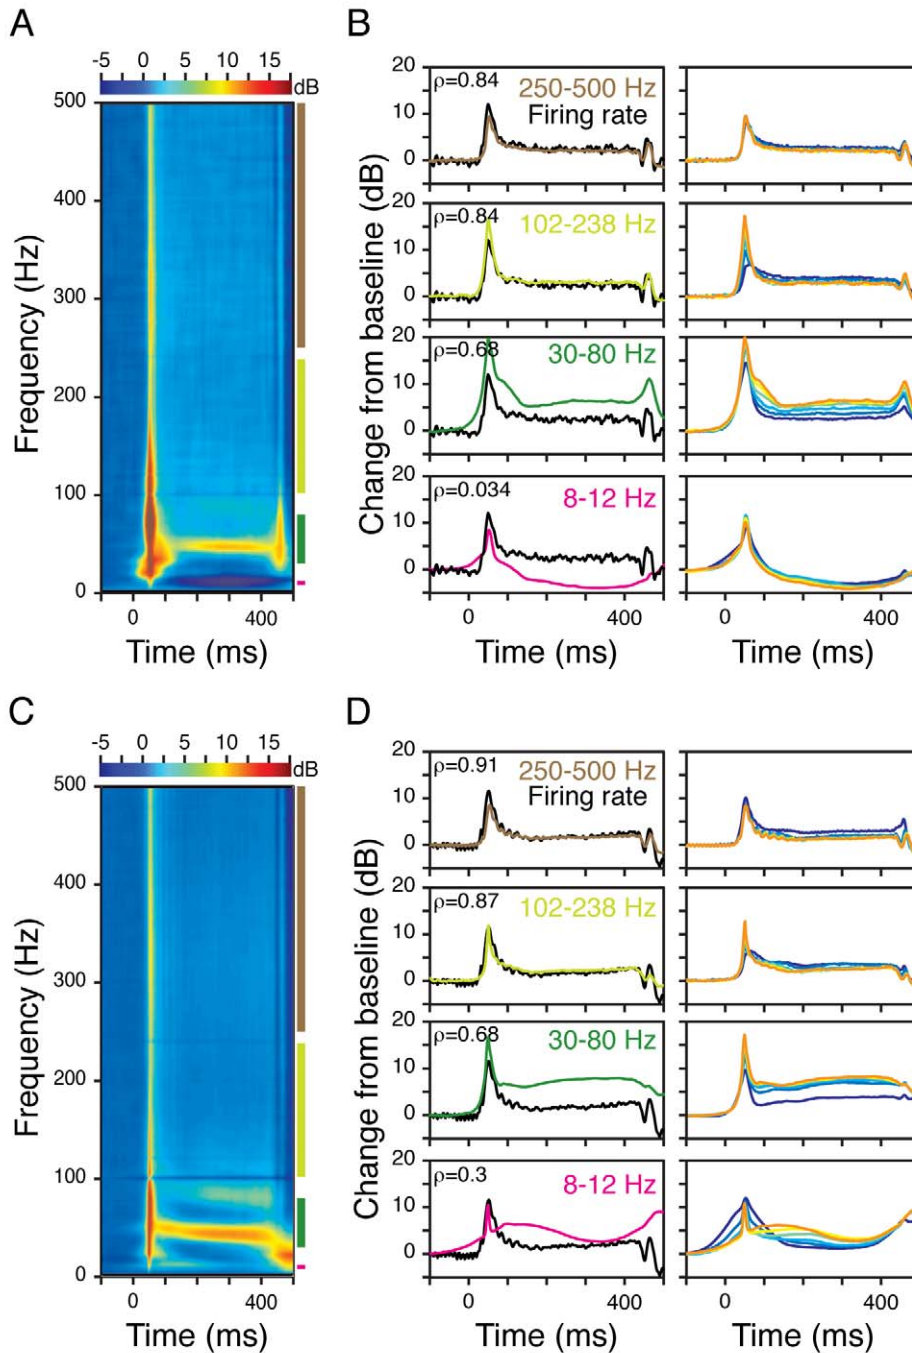 A
-5 0 5 10 15 dB
500
400
300
200
100
0
Frequency (Hz)
0 400
Time (ms)
B
Change from baseline (dB)
20
10
0
ρ=0.84
250-500 Hz
Firing rate
20
10
0
ρ=0.84
102-238 Hz
20
10
0
ρ=0.68
30-80 Hz
20
10
0
ρ=0.034
8-12 Hz
0 400 0 400
Time (ms) Time (ms)
C
-5 0 5 10 15 dB
500
400
300
200
100
0
Frequency (Hz)
0 400
Time (ms)
D
Change from baseline (dB)
20
10
0
ρ=0.91
250-500 Hz
Firing rate
20
10
0
ρ=0.87
102-238 Hz
20
10
0
ρ=0.68
30-80 Hz
20
10
0
ρ=0.3
8-12 Hz
0 400 0 400
Time (ms) Time (ms)